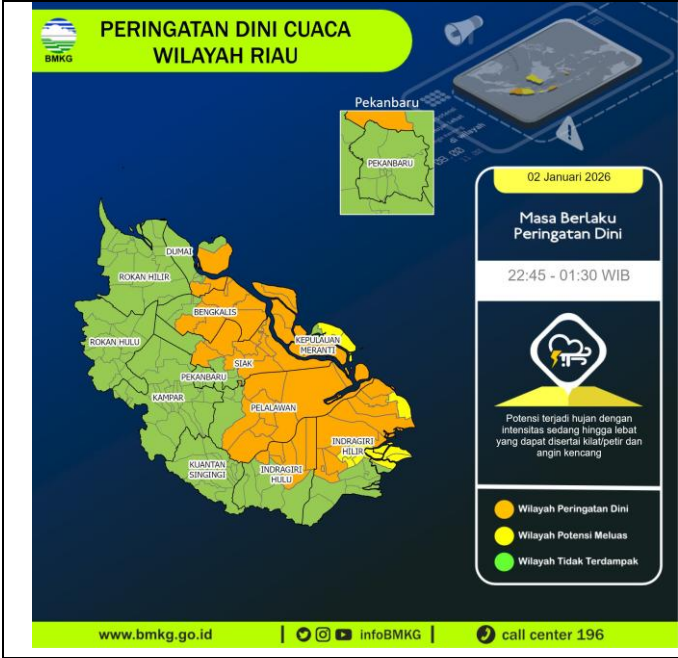 BMKG
PERINGATAN DINI CUACA
WILAYAH RIAU
Pekanbaru
PEKANBARU
02 Januari 2026
Masa Berlaku
Peringatan Dini
22:45 - 01:30 WIB
DUMAI
ROKAN HILIR
BENGKALIS
ROKAN HULU
KEPULAUAN
MERANTI
SIAK
PEKANBARU
KAMPAR
PELALAWAN
INDRAGIRI
HILIR
KUANTAN
SINGINGI
INDRAGIRI
HULU
Potensi terjadi hujan dengan
intensitas sedang hingga lebat
yang dapat disertai kilat/petir dan
angin kencang
Wilayah Peringatan Dini
Wilayah Potensi Meluas
Wilayah Tidak Terdampak
www.bmkg.go.id
infoBMKG
call center 196